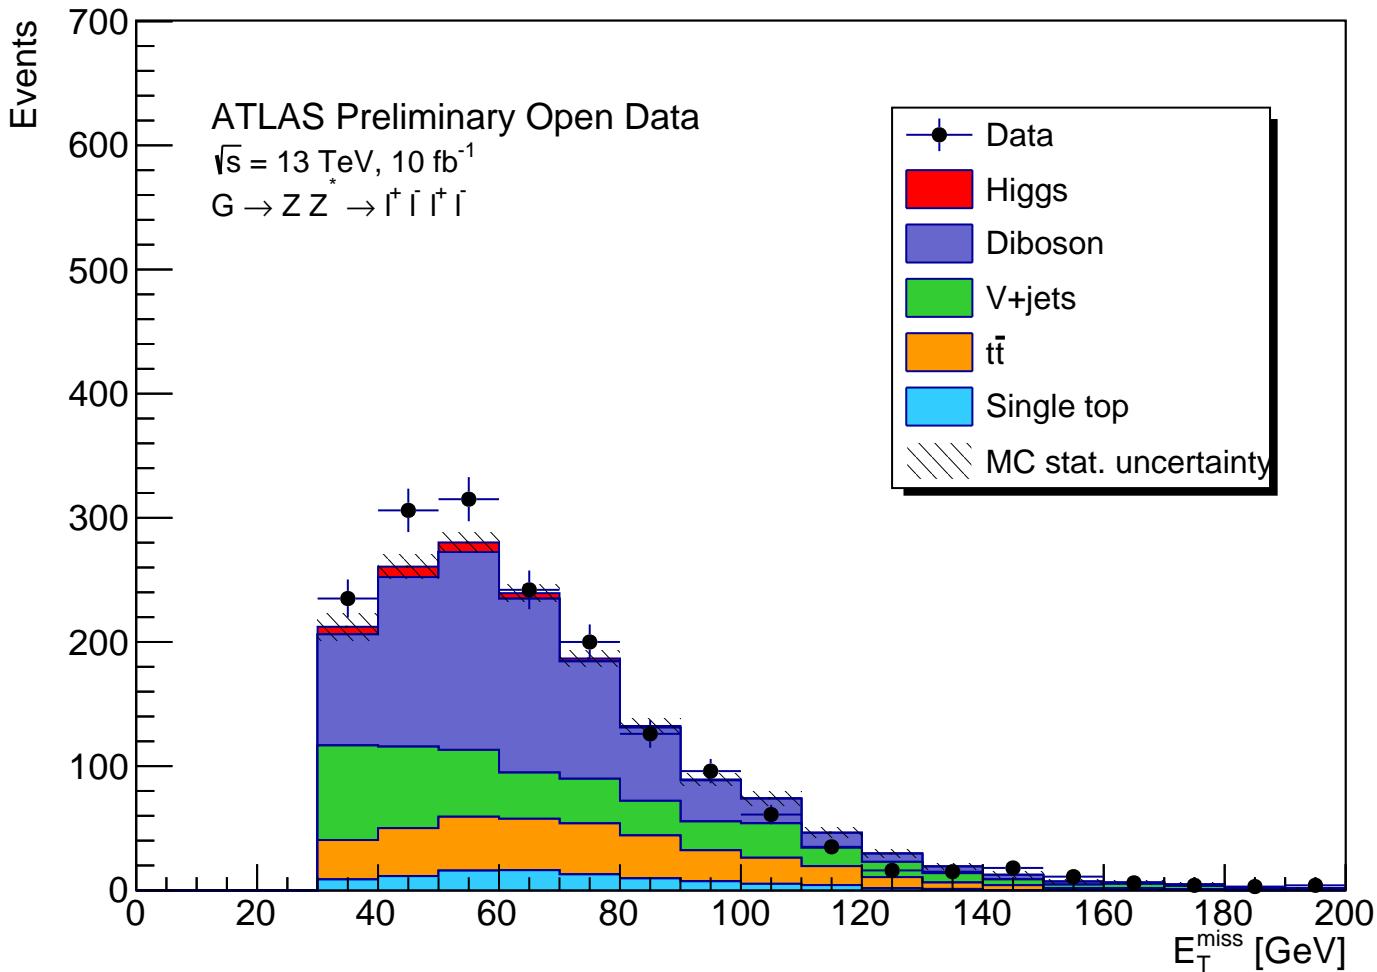 Events
700
600
500
400
300
200
100
0
ATLAS Preliminary Open Data
√s = 13 TeV, 10 fb⁻¹
G → Z Z* → l⁺ l⁻ l⁺ l⁻
Data
Higgs
Diboson
V+jets
tt̄
Single top
MC stat. uncertainty
0 20 40 60 80 100 120 140 160 180 200
E_T^miss [GeV]